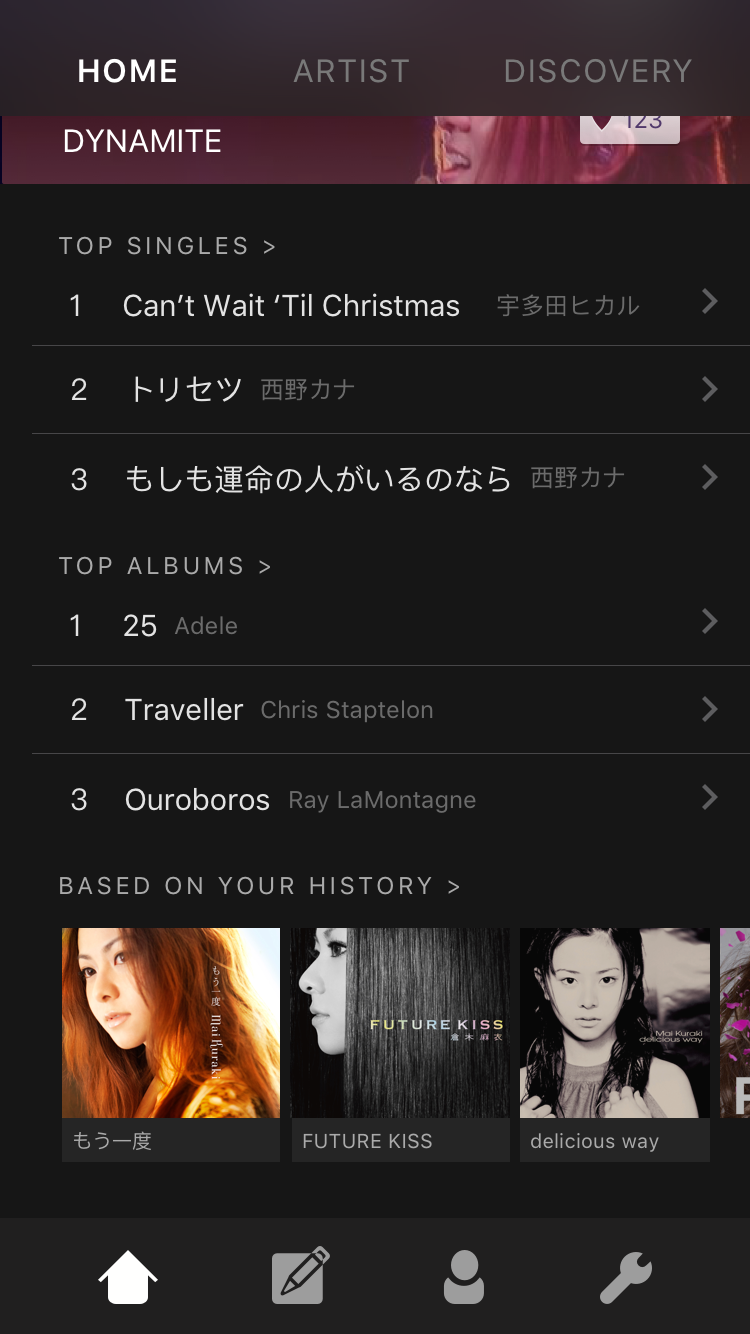 HOME ARTIST DISCOVERY
DYNAMITE
123
TOP SINGLES >
1 Can’t Wait ‘Til Christmas 宇多田ヒカル
2 トリセツ 西野カナ
3 もしも運命の人がいるのなら 西野カナ
TOP ALBUMS >
1 25 Adele
2 Traveller Chris Staptelon
3 Ouroboros Ray LaMontagne
BASED ON YOUR HISTORY >
もう一度 Mai Kuraki
FUTURE KISS
倉木麻衣
Mai Kuraki
delicious way
P
もう一度
FUTURE KISS
delicious way